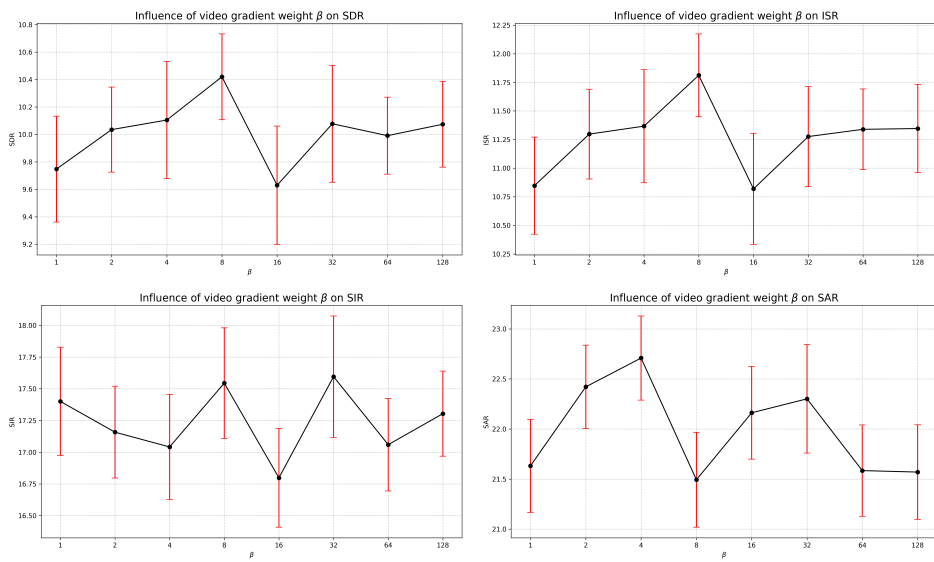 Influence of video gradient weight β on SDR
10.8
10.6
10.4
10.2
10.0
9.8
9.6
9.4
9.2
SDR
1 2 4 8 16 32 64 128
β
Influence of video gradient weight β on ISR
12.25
12.00
11.75
11.50
11.25
11.00
10.75
10.50
10.25
ISR
1 2 4 8 16 32 64 128
β
Influence of video gradient weight β on SIR
18.00
17.75
17.50
17.25
17.00
16.75
16.50
SIR
1 2 4 8 16 32 64 128
β
Influence of video gradient weight β on SAR
23.0
22.5
22.0
21.5
21.0
SAR
1 2 4 8 16 32 64 128
β